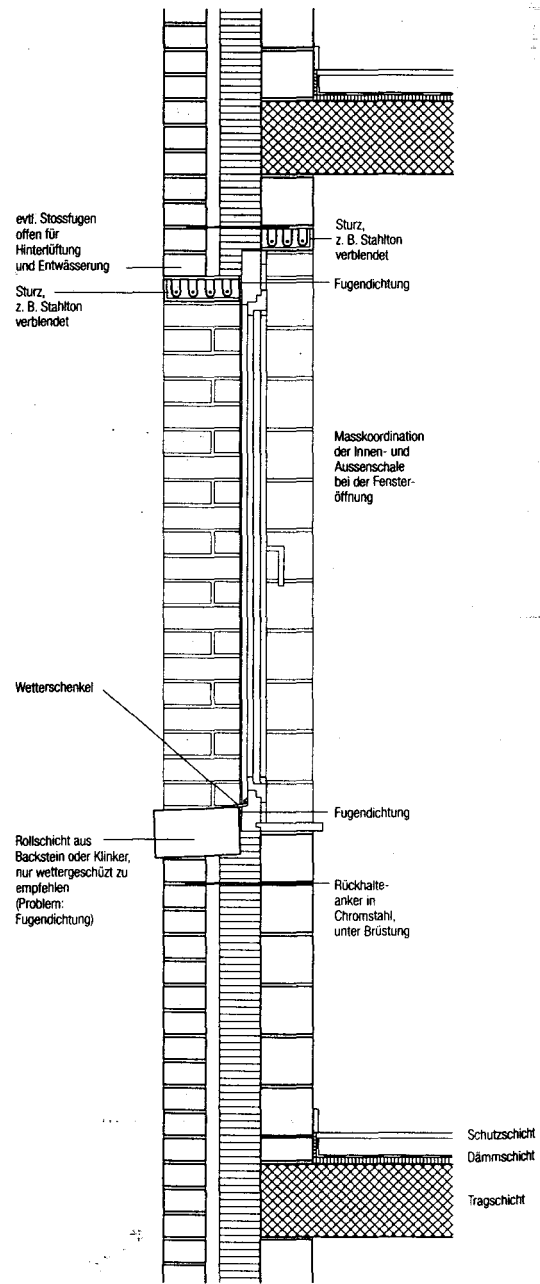 evtl. Stossfugen
offen für
Hinterlüftung
und Entwässerung
Sturz,
z. B. Stahlton
verblendet
Sturz,
z. B. Stahlton
verblendet
Fugendichtung
Masskoordination
der Innen- und
Aussenschale
bei der Fenster-
öffnung
Wetterschenkel
Rollschicht aus
Backstein oder Klinker,
nur wettergeschüzt zu
empfehlen
(Problem:
Fugendichtung)
Fugendichtung
Rückhalte-
anker in
Chromstahl,
unter Brüstung
Schutzschicht
Dämmschicht
Tragschicht